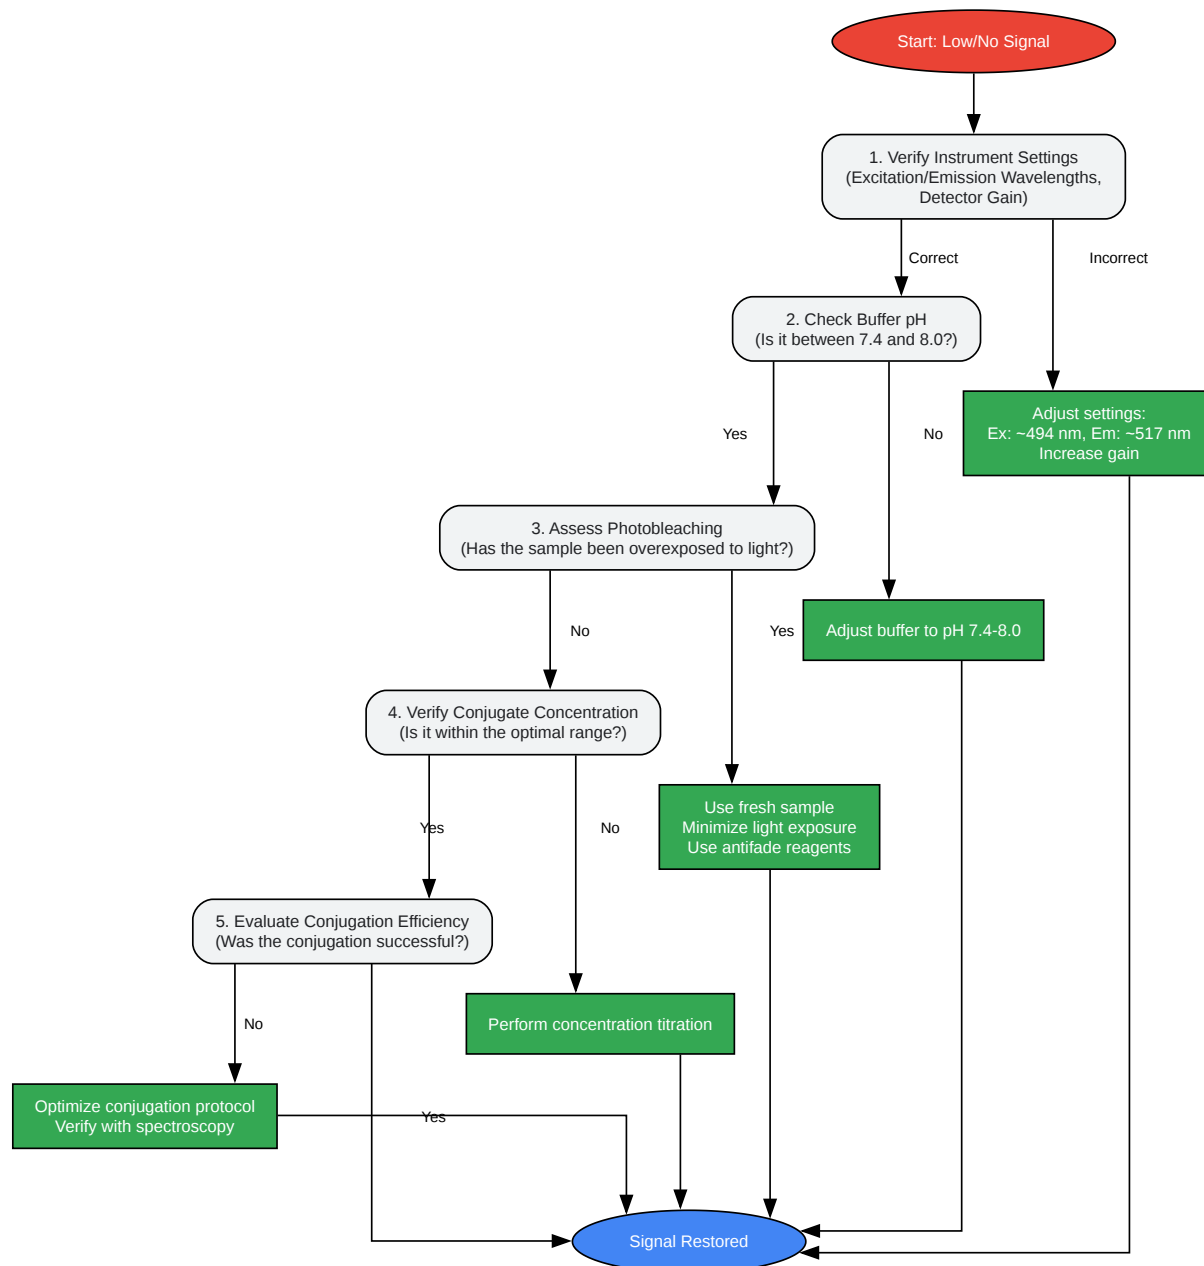 Start: Low/No Signal
1. Verify Instrument Settings
(Excitation/Emission Wavelengths,
Detector Gain)
Correct
Incorrect
2. Check Buffer pH
(Is it between 7.4 and 8.0?)
Adjust settings:
Ex: ~494 nm, Em: ~517 nm
Increase gain
Yes
No
3. Assess Photobleaching
(Has the sample been overexposed to light?)
No
Yes
Adjust buffer to pH 7.4-8.0
4. Verify Conjugate Concentration
(Is it within the optimal range?)
Use fresh sample
Minimize light exposure
Use antifade reagents
Yes
No
5. Evaluate Conjugation Efficiency
(Was the conjugation successful?)
No
Perform concentration titration
Optimize conjugation protocol
Verify with spectroscopy
Yes
Signal Restored